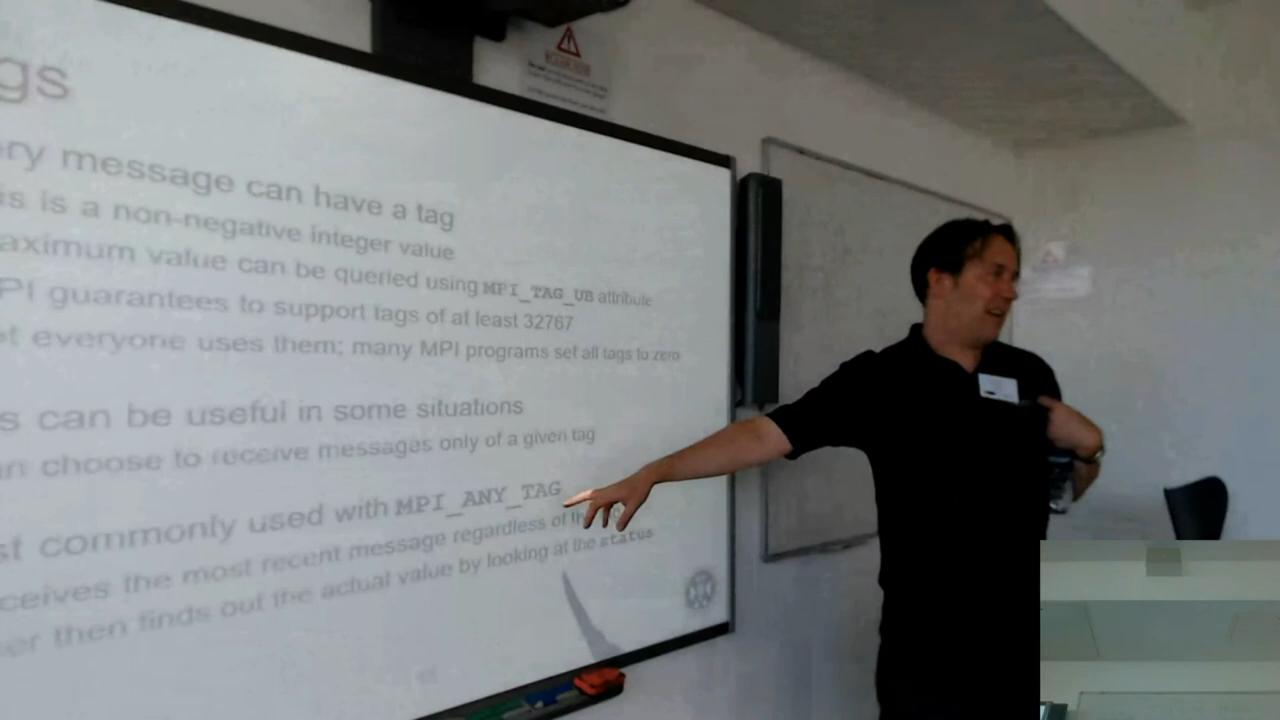 gs
ry message can have a tag
is is a non-negative integer value
aximum value can be queried using MPI_TAG_UB attribute
PI guarantees to support tags of at least 32767
t everyone uses them; many MPI programs set all tags to zero
s can be useful in some situations
n choose to receive messages only of a given tag
st commonly used with MPI_ANY_TAG
ceives the most recent message regardless of th
er then finds out the actual value by looking at the status